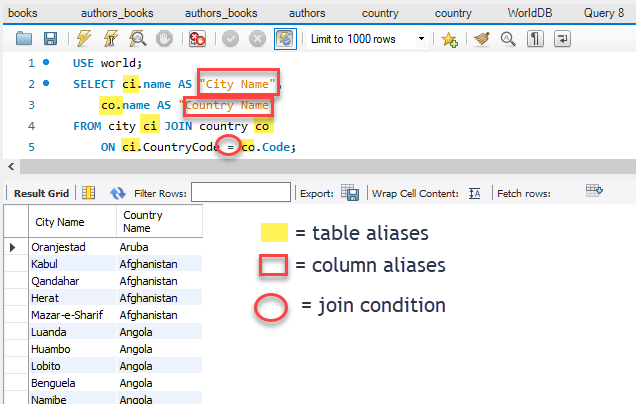 books authors_books authors_books authors country country WorldDB Query 8
Limit to 1000 rows
1 USE world;
2 SELECT ci.name AS "City Name",
3 co.name AS "Country Name"
4 FROM city ci JOIN country co
5 ON ci.CountryCode = co.Code;
Result Grid Filter Rows: Export: Wrap Cell Content: Fetch rows:
City Name Country Name
Oranjestad Aruba
Kabul Afghanistan
Qandahar Afghanistan
Herat Afghanistan
Mazar-e-Sharif Afghanistan
Luanda Angola
Huambo Angola
Lobito Angola
Benguela Angola
Namibe Angola
= table aliases
= column aliases
= join condition